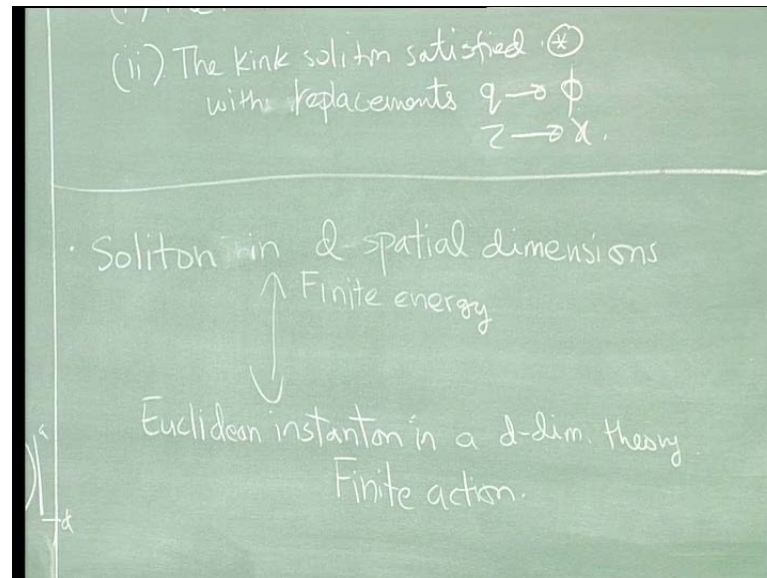 (ii) The kink soliton satisfied ⊛
with replacements q → ϕ
τ → x.
· Soliton in d spatial dimensions
Finite energy
Euclidean instanton in a d-dim. theory.
Finite action.